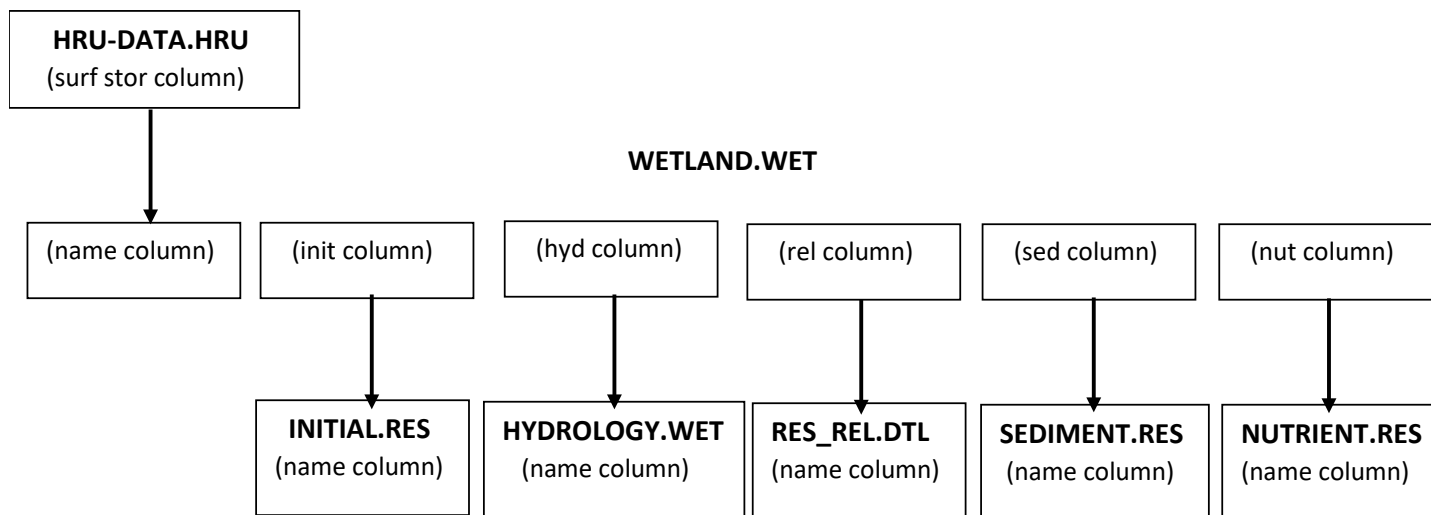 HRU-DATA.HRU
(surf stor column)
WETLAND.WET
(name column)
(init column)
(hyd column)
(rel column)
(sed column)
(nut column)
INITIAL.RES
(name column)
HYDROLOGY.WET
(name column)
RES_REL.DTL
(name column)
SEDIMENT.RES
(name column)
NUTRIENT.RES
(name column)